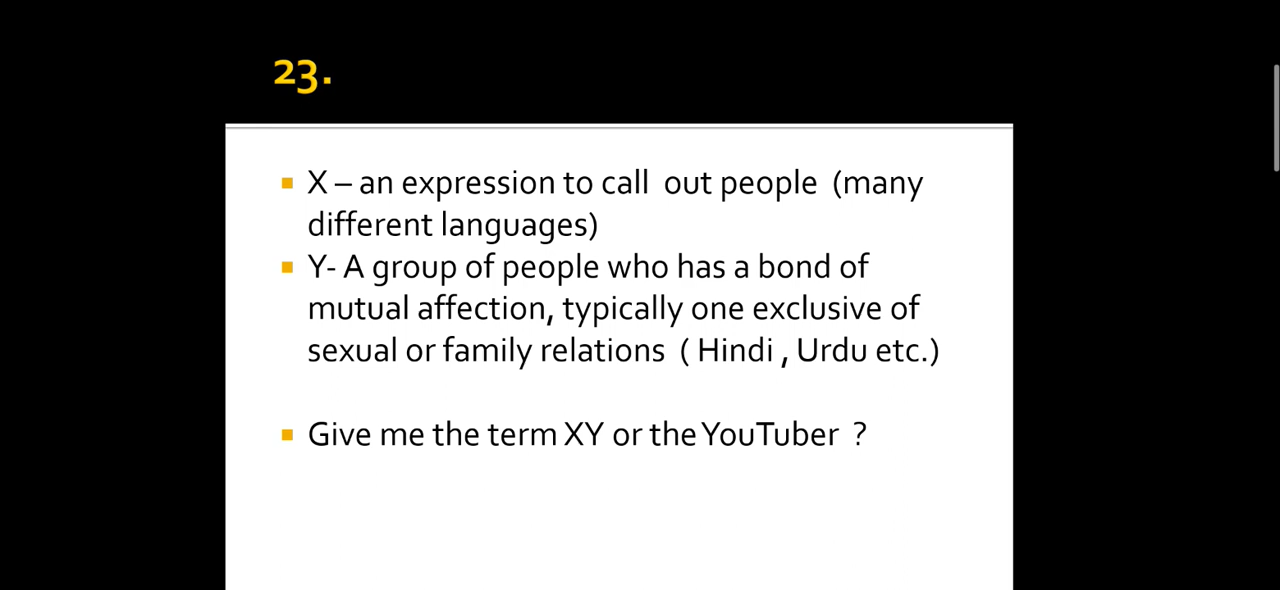 23.
X – an expression to call out people (many
different languages)
Y- A group of people who has a bond of
mutual affection, typically one exclusive of
sexual or family relations ( Hindi , Urdu etc.)
Give me the term XY or the YouTuber ?